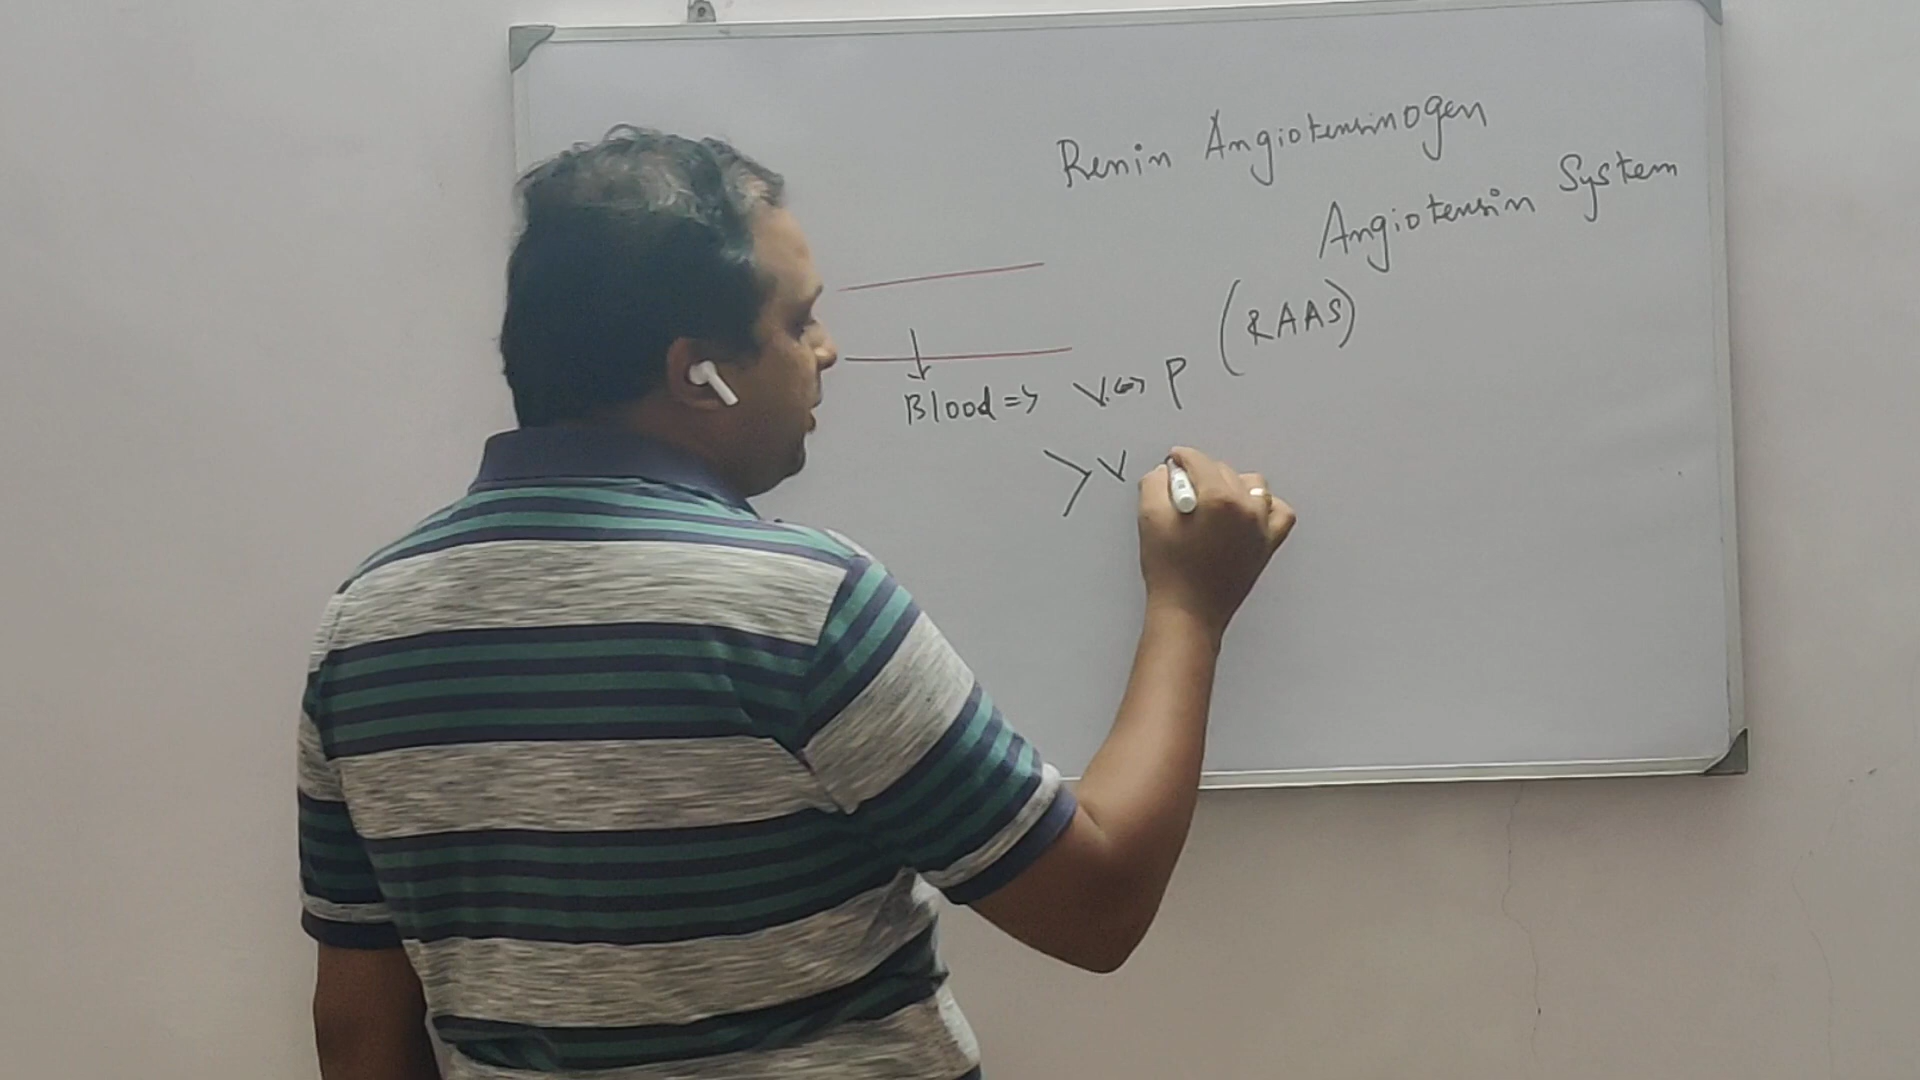 Renin Angiotensinogen
Angiotensin System
(RAAS)
Blood => V <=> P
> V